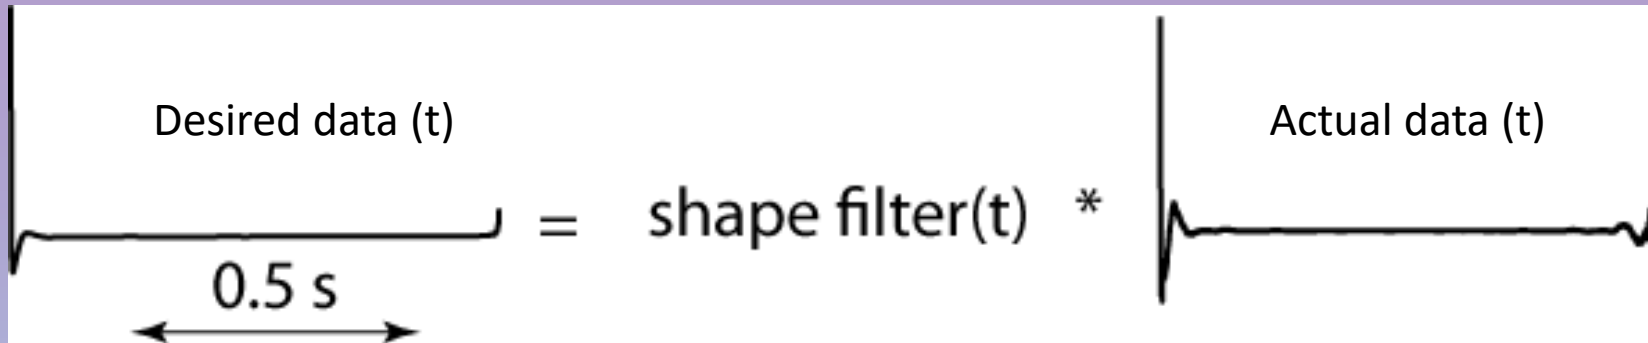 Desired data (t)
Actual data (t)
= shape filter(t) *
0.5 s